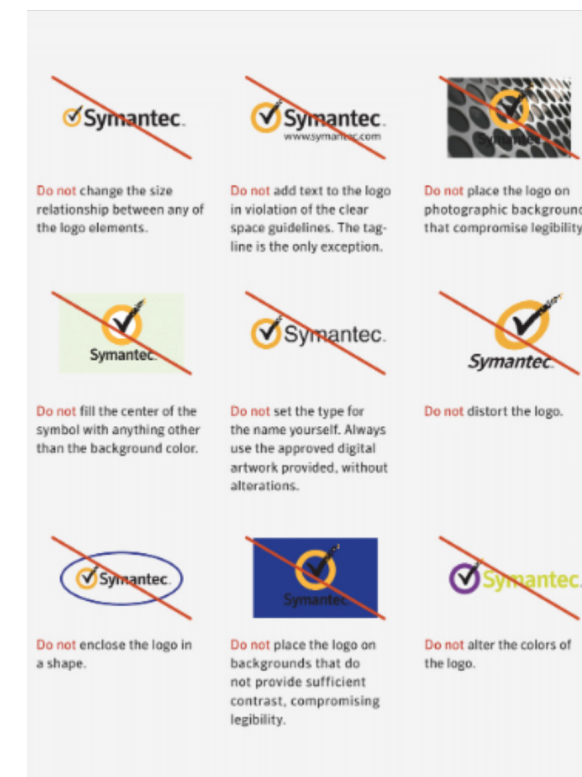 Symantec.
Do not change the size
relationship between any of
the logo elements.
Symantec.
www.symantec.com
Do not add text to the logo
in violation of the clear
space guidelines. The tag-
line is the only exception.
Symantec.
Do not place the logo on
photographic background
that compromise legibility
Symantec.
Do not fill the center of the
symbol with anything other
than the background color.
Symantec.
Do not set the type for
the name yourself. Always
use the approved digital
artwork provided, without
alterations.
Symantec.
Do not distort the logo.
Symantec.
Do not enclose the logo in
a shape.
Symantec.
Do not place the logo on
backgrounds that do
not provide sufficient
contrast, compromising
legibility.
Symantec.
Do not alter the colors of
the logo.